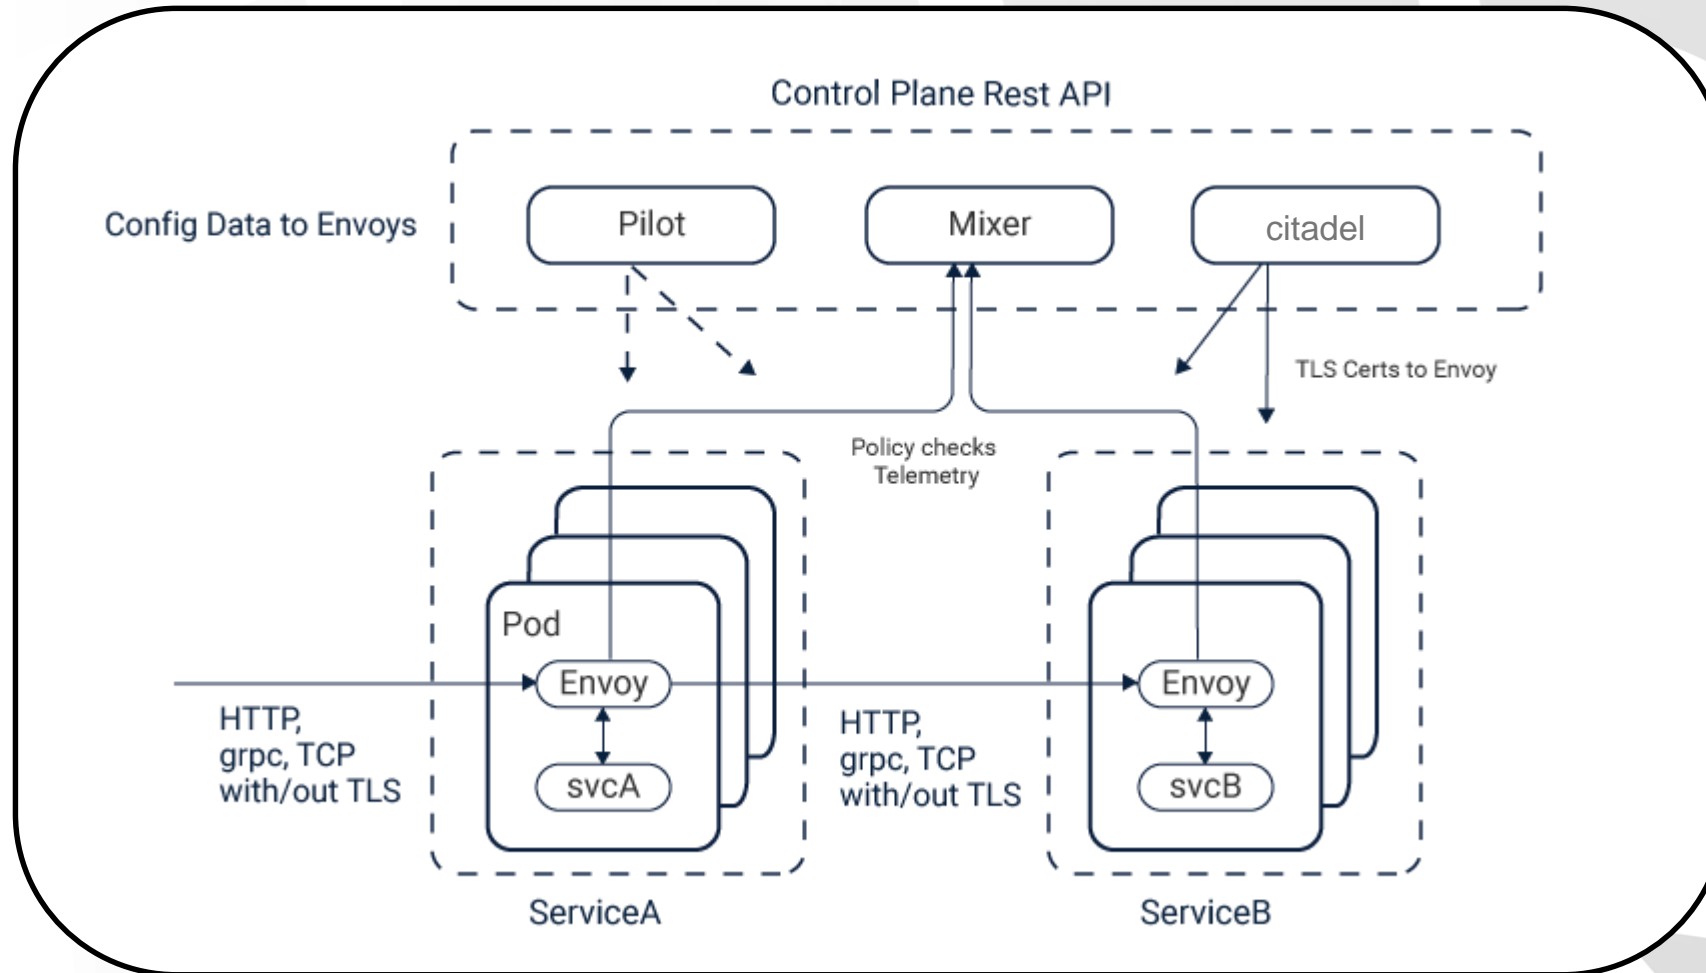 Control Plane Rest API
Config Data to Envoys
Pilot
Mixer
citadel
TLS Certs to Envoy
Policy checks
Telemetry
Pod
Envoy
svcA
HTTP,
grpc, TCP
with/out TLS
HTTP,
grpc, TCP
with/out TLS
Envoy
svcB
ServiceA
ServiceB